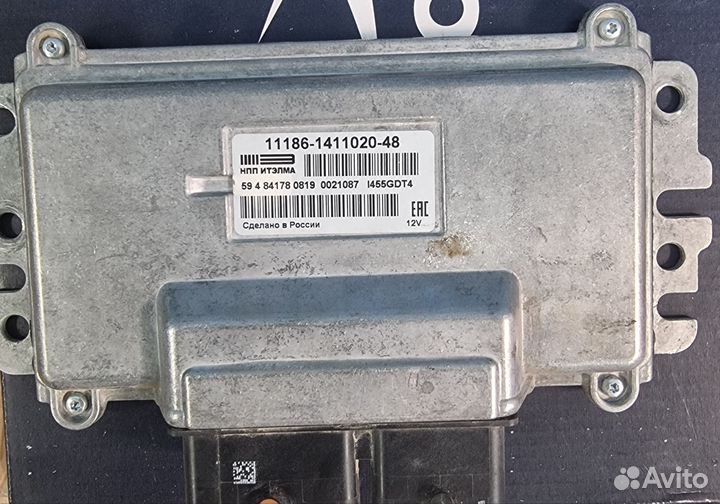 11186-1411020-48
НПП ИТЭЛМА
59 4 84178 0819 0021087 I455GDT4
EAC
Сделано в России 12V
Avito